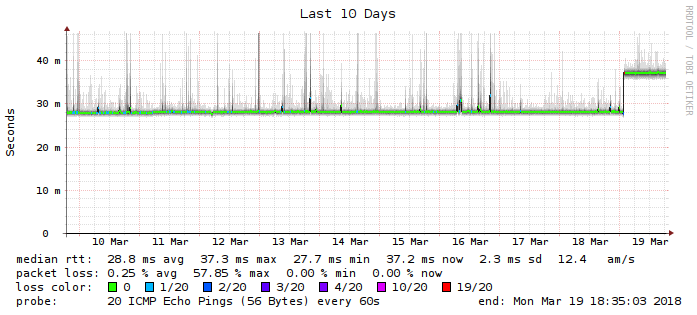 Last 10 Days
RRDTOOL / TOBI OETIKER
Seconds
40 m
30 m
20 m
10 m
0
10 Mar 11 Mar 12 Mar 13 Mar 14 Mar 15 Mar 16 Mar 17 Mar 18 Mar 19 Mar
median rtt: 28.8 ms avg 37.3 ms max 27.7 ms min 37.2 ms now 2.3 ms sd 12.4 am/s
packet loss: 0.25 % avg 57.85 % max 0.00 % min 0.00 % now
loss color: 0 1/20 2/20 3/20 4/20 10/20 19/20
probe: 20 ICMP Echo Pings (56 Bytes) every 60s end: Mon Mar 19 18:35:03 2018